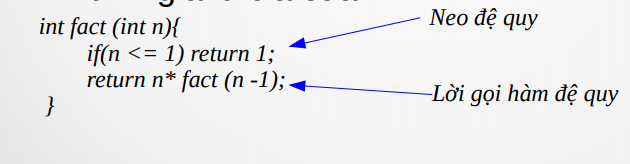 int fact (int n){
if(n <= 1) return 1;
return n* fact (n -1);
}
Neo đệ quy
Lời gọi hàm đệ quy